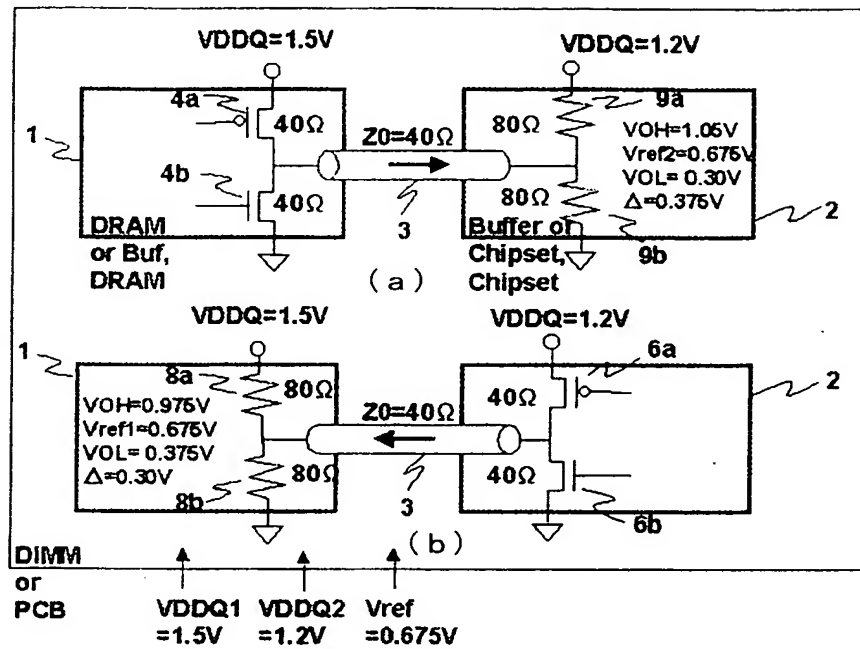 VDDQ=1.5V
VDDQ=1.2V
4a
9a
1
40Ω
Z0=40Ω
80Ω
VOH=1.05V
Vref2=0.675V
VOL= 0.30V
Δ=0.375V
4b
40Ω
80Ω
2
DRAM
or Buf,
DRAM
3
Buffer or
Chipset,
Chipset
9b
(a)
VDDQ=1.5V
VDDQ=1.2V
1
8a
80Ω
6a
2
VOH=0.975V
Vref1=0.675V
VOL= 0.375V
Δ=0.30V
Z0=40Ω
40Ω
8b
80Ω
3
40Ω
6b
(b)
DIMM
or
PCB
VDDQ1
=1.5V
VDDQ2
=1.2V
Vref
=0.675V